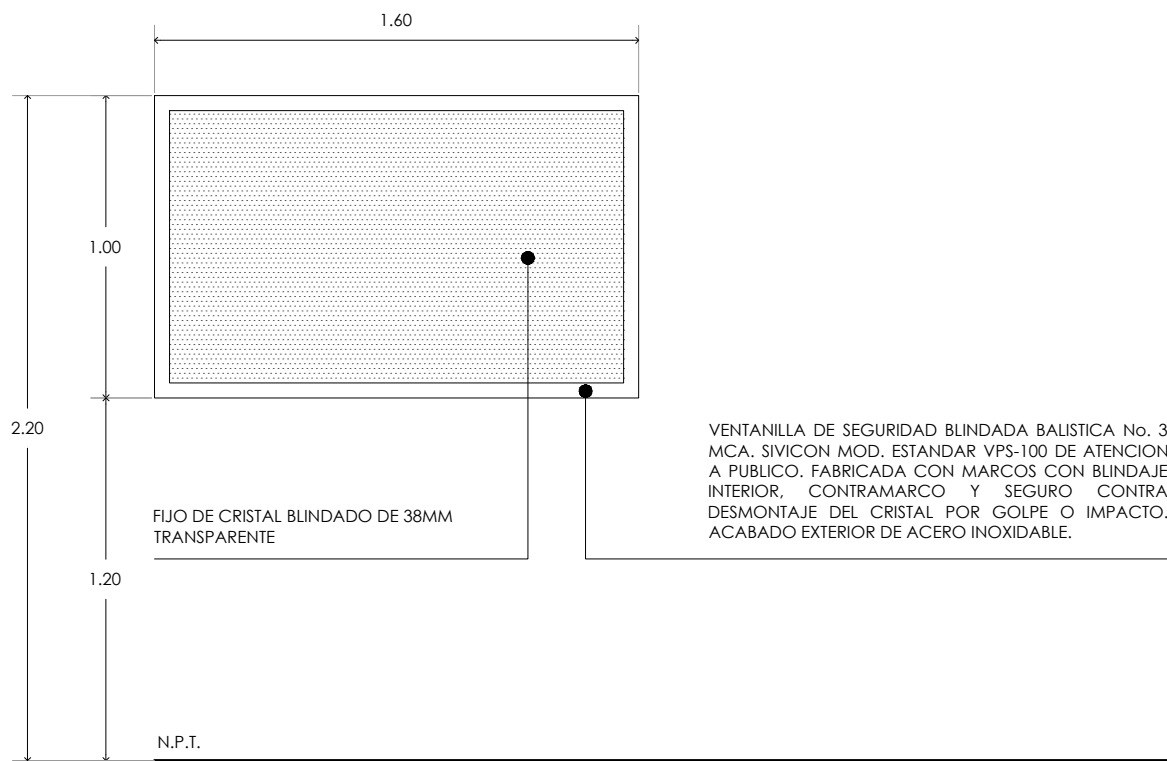 1.60
1.00
2.20
VENTANILLA DE SEGURIDAD BLINDADA BALISTICA No. 3
MCA. SIVICON MOD. ESTANDAR VPS-100 DE ATENCION
A PUBLICO. FABRICADA CON MARCOS CON BLINDAJE
INTERIOR, CONTRAMARCO Y SEGURO CONTRA
DESMONTAJE DEL CRISTAL POR GOLPE O IMPACTO.
ACABADO EXTERIOR DE ACERO INOXIDABLE.
FIJO DE CRISTAL BLINDADO DE 38MM
TRANSPARENTE
1.20
N.P.T.